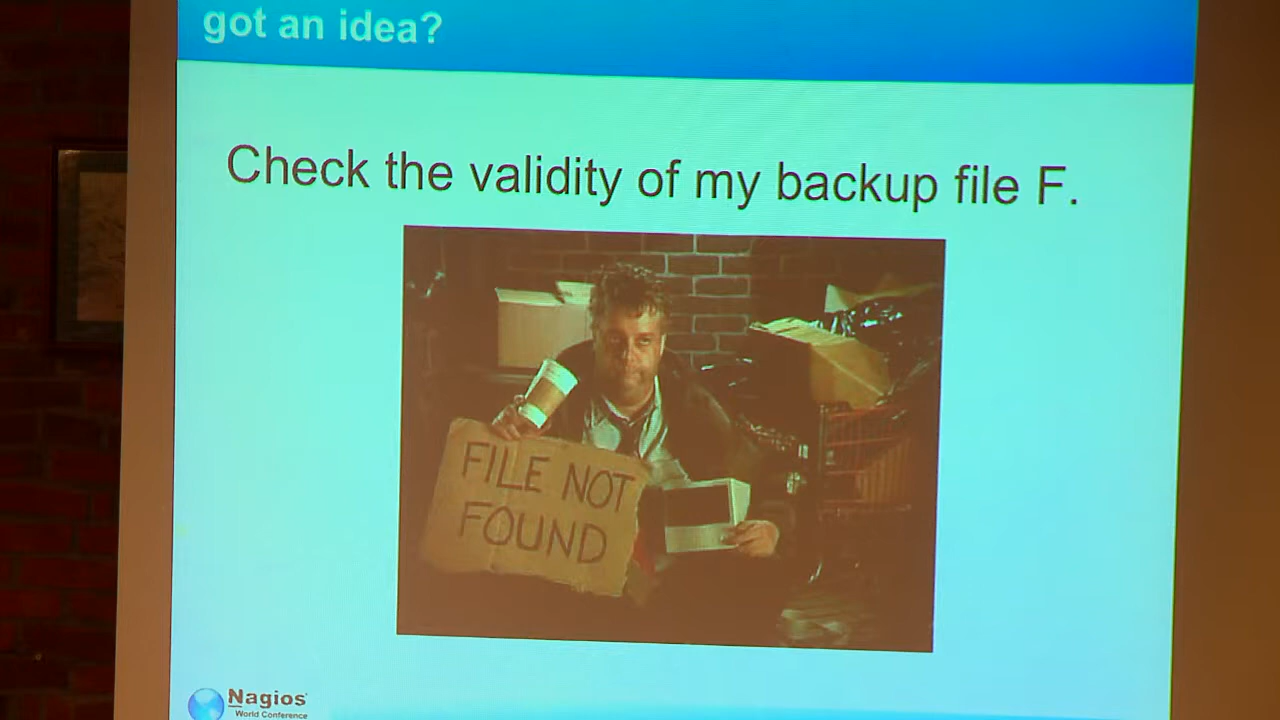 got an idea?
Check the validity of my backup file F.
FILE NOT
FOUND
Nagios
World Conference